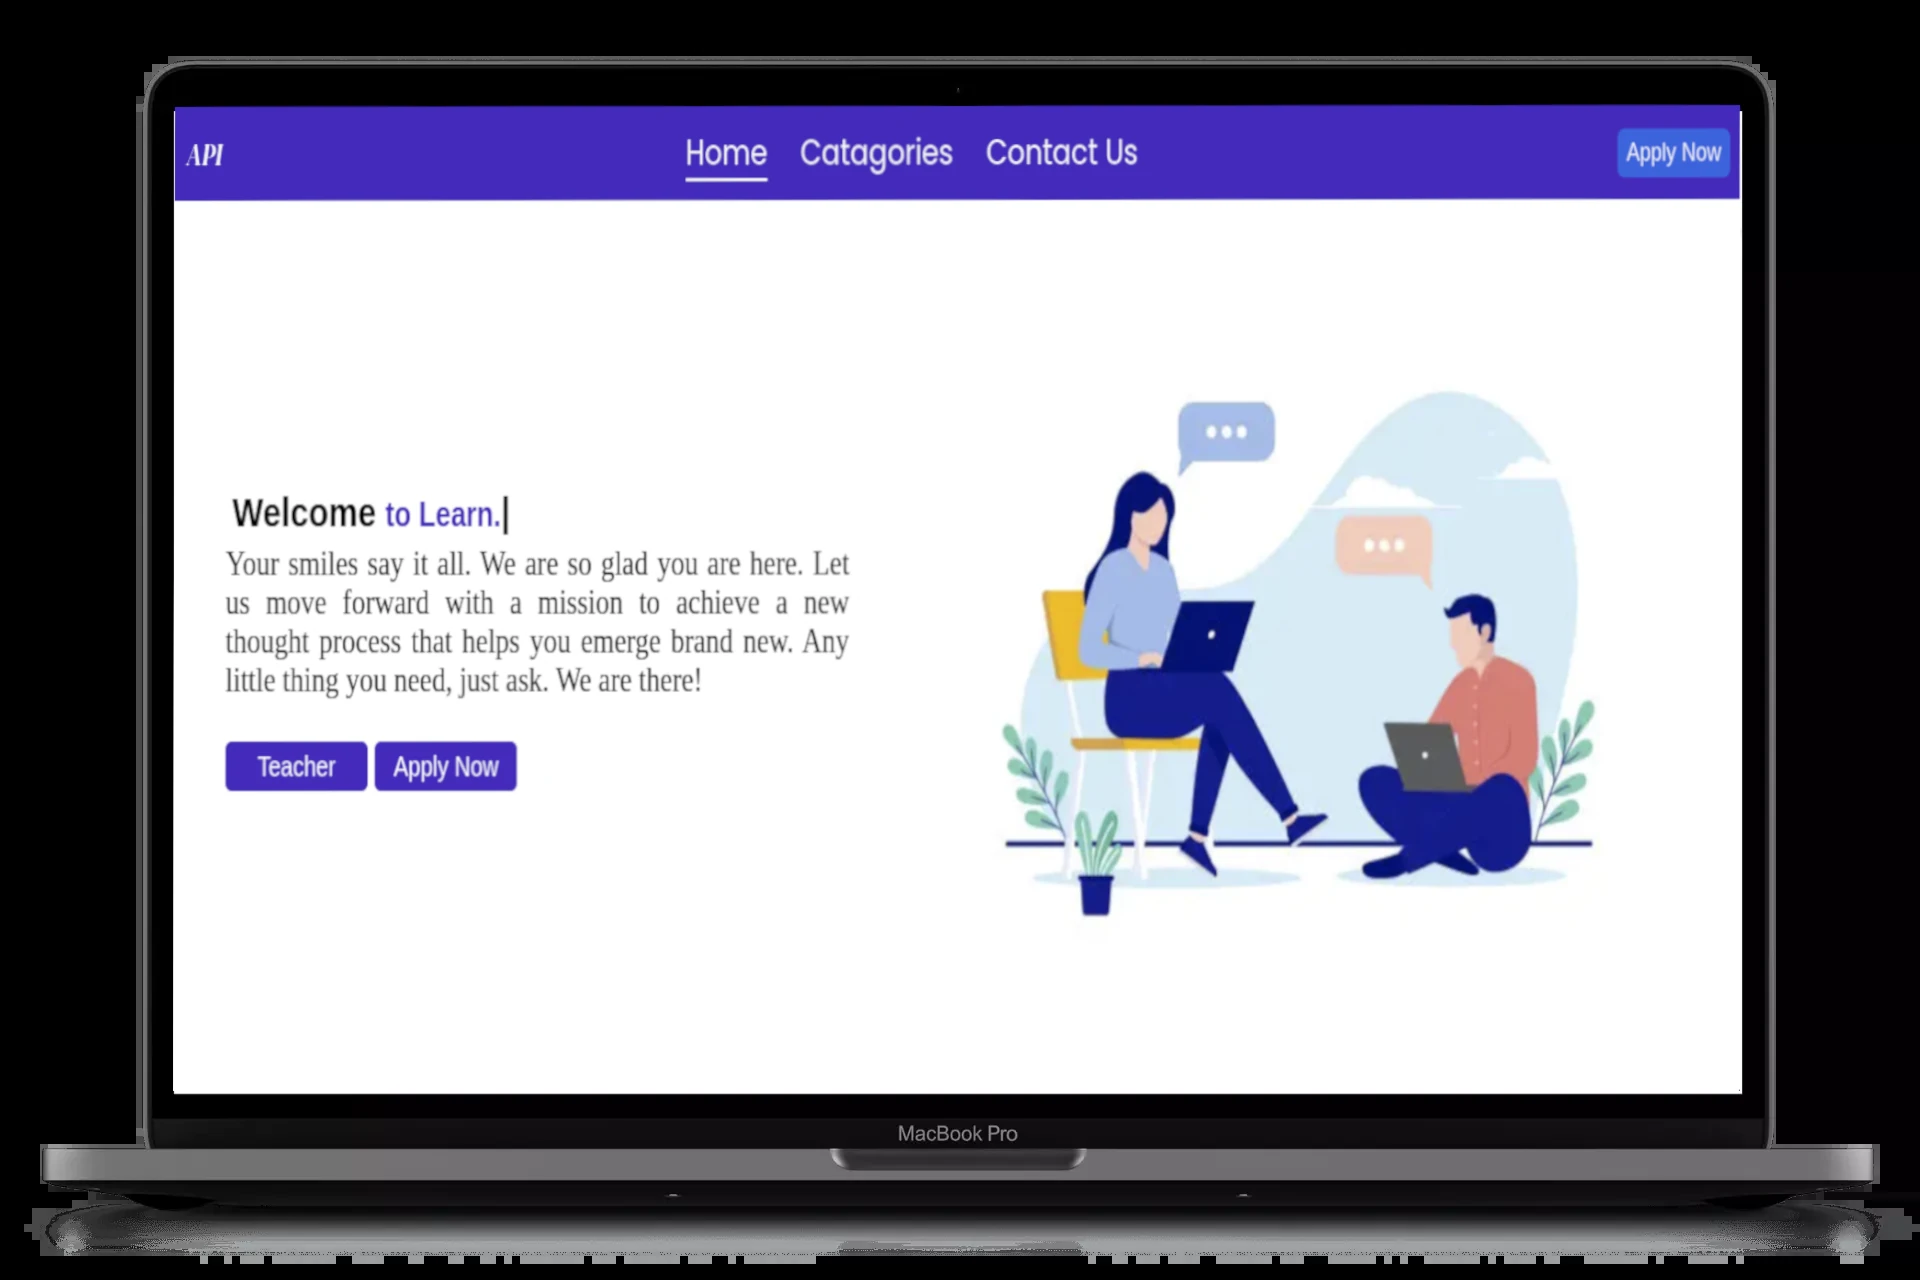 API
Home Catagories Contact Us
Apply Now
Welcome to Learn.|
Your smiles say it all. We are so glad you are here. Let
us move forward with a mission to achieve a new
thought process that helps you emerge brand new. Any
little thing you need, just ask. We are there!
Teacher Apply Now
MacBook Pro